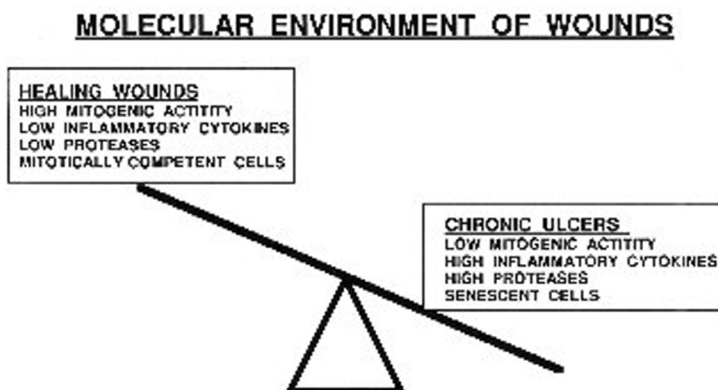 MOLECULAR ENVIRONMENT OF WOUNDS
HEALING WOUNDS
HIGH MITOGENIC ACTITITY
LOW INFLAMMATORY CYTOKINES
LOW PROTEASES
MITOTICALLY COMPETENT CELLS
CHRONIC ULCERS
LOW MITOGENIC ACTITITY
HIGH INFLAMMATORY CYTOKINES
HIGH PROTEASES
SENESCENT CELLS